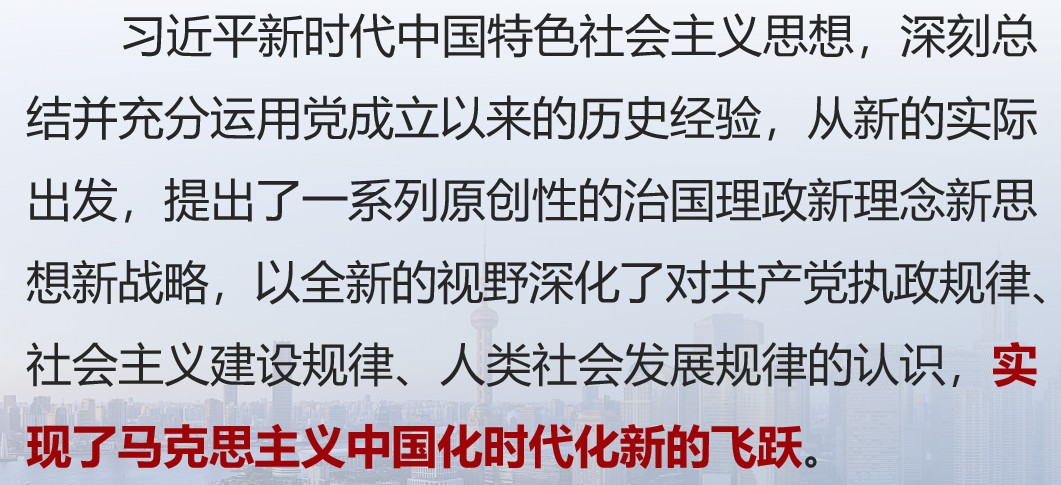 习近平新时代中国特色社会主义思想，深刻总
结并充分运用党成立以来的历史经验，从新的实际
出发，提出了一系列原创性的治国理政新理念新思
想新战略，以全新的视野深化了对共产党执政规律、
社会主义建设规律、人类社会发展规律的认识，实
现了马克思主义中国化时代化新的飞跃。